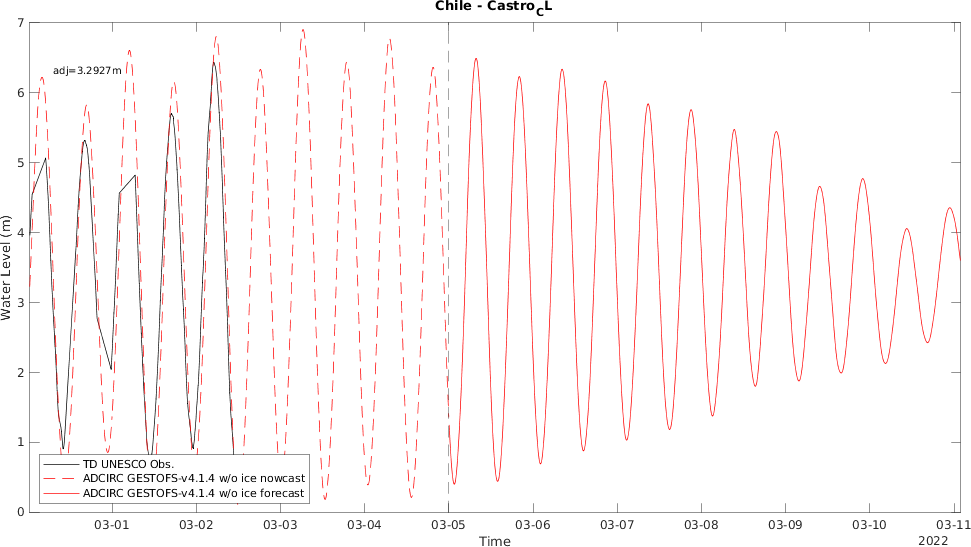 Chile - Castro_CL
adj=3.2927m
Water Level (m)
7
6
5
4
3
2
1
0
TD UNESCO Obs.
ADCIRC GESTOFS-v4.1.4 w/o ice nowcast
ADCIRC GESTOFS-v4.1.4 w/o ice forecast
03-01 03-02 03-03 03-04 03-05 03-06 03-07 03-08 03-09 03-10 03-11
Time
2022